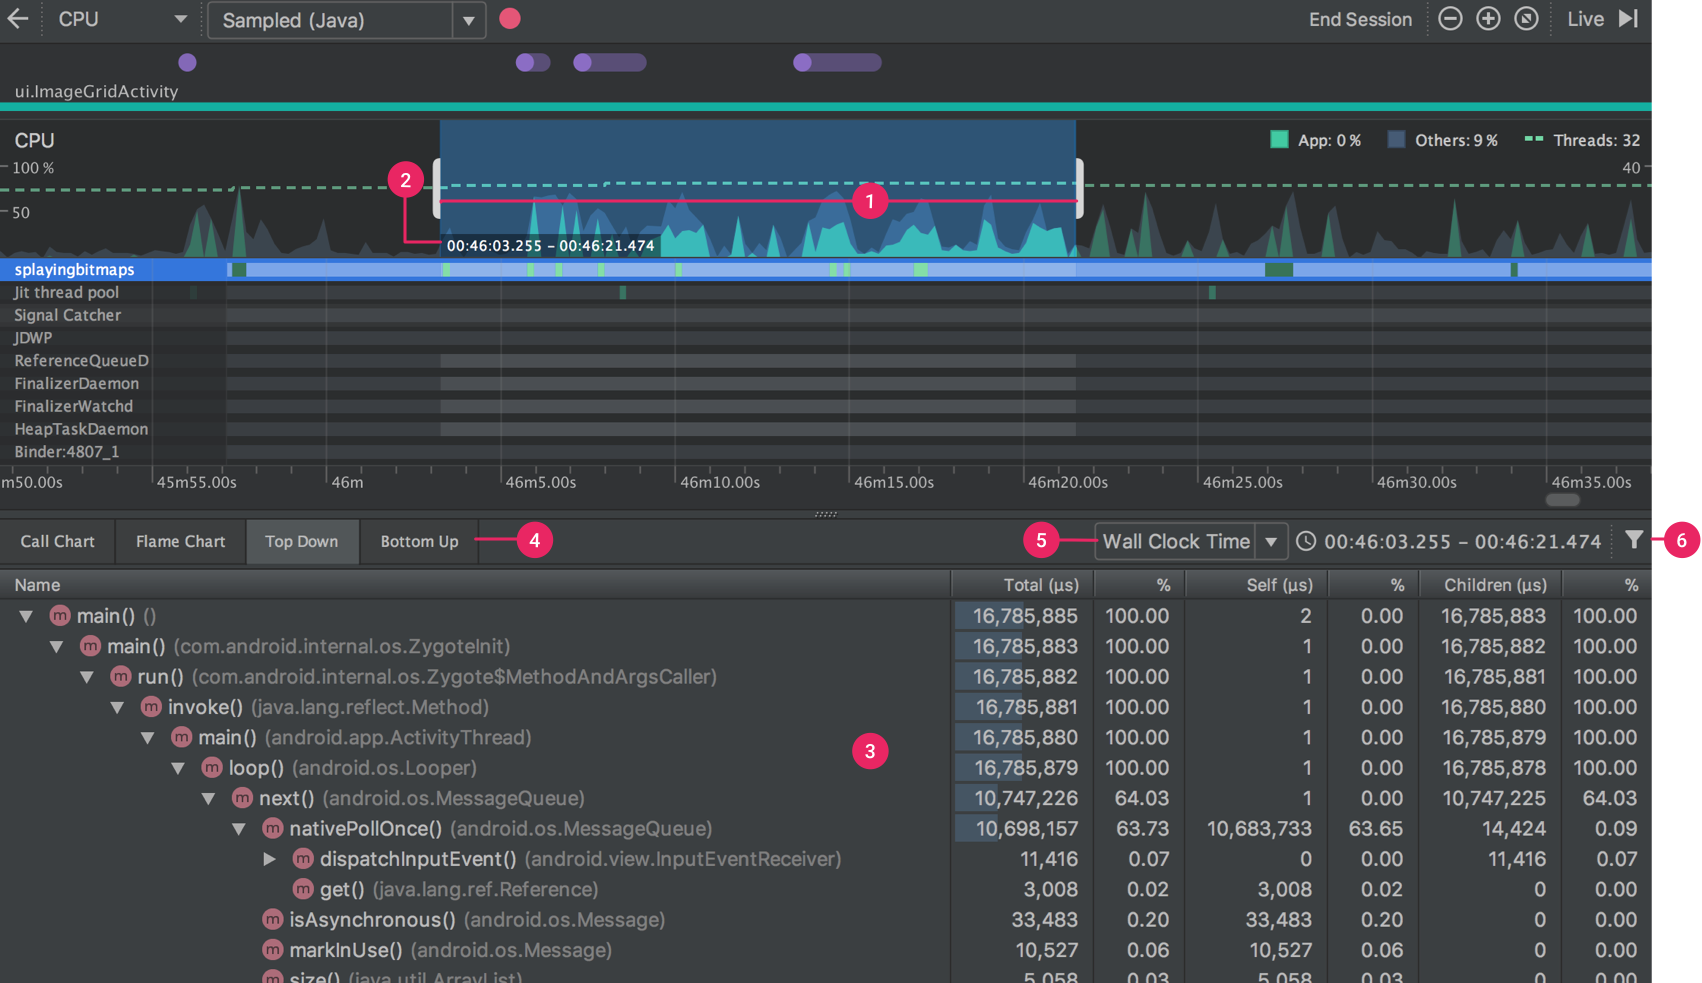 CPU Sampled (Java) End Session Live
ui.ImageGridActivity
CPU App: 0 % Others: 9 % Threads: 32
100 % 40
2
1
50
00:46:03.255 – 00:46:21.474
splayingbitmaps
Jit thread pool
Signal Catcher
JDWP
ReferenceQueueD
FinalizerDaemon
FinalizerWatchd
HeapTaskDaemon
Binder:4807_1
m50.00s 45m55.00s 46m 46m5.00s 46m10.00s 46m15.00s 46m20.00s 46m25.00s 46m30.00s 46m35.00s
Call Chart Flame Chart Top Down Bottom Up 4 5 Wall Clock Time 00:46:03.255 – 00:46:21.474 6
Name Total (µs) % Self (µs) % Children (µs) %
m main() () 16,785,885 100.00 2 0.00 16,785,883 100.00
m main() (com.android.internal.os.ZygoteInit) 16,785,883 100.00 1 0.00 16,785,882 100.00
m run() (com.android.internal.os.Zygote$MethodAndArgsCaller) 16,785,882 100.00 1 0.00 16,785,881 100.00
m invoke() (java.lang.reflect.Method) 16,785,881 100.00 1 0.00 16,785,880 100.00
m main() (android.app.ActivityThread) 3 16,785,880 100.00 1 0.00 16,785,879 100.00
m loop() (android.os.Looper) 16,785,879 100.00 1 0.00 16,785,878 100.00
m next() (android.os.MessageQueue) 10,747,226 64.03 1 0.00 10,747,225 64.03
m nativePollOnce() (android.os.MessageQueue) 10,698,157 63.73 10,683,733 63.65 14,424 0.09
m dispatchInputEvent() (android.view.InputEventReceiver) 11,416 0.07 0 0.00 11,416 0.07
m get() (java.lang.ref.Reference) 3,008 0.02 3,008 0.02 0 0.00
m isAsynchronous() (android.os.Message) 33,483 0.20 33,483 0.20 0 0.00
m markInUse() (android.os.Message) 10,527 0.06 10,527 0.06 0 0.00
m size() (java.util.ArrayList) 5,058 0.03 5,058 0.03 0 0.00